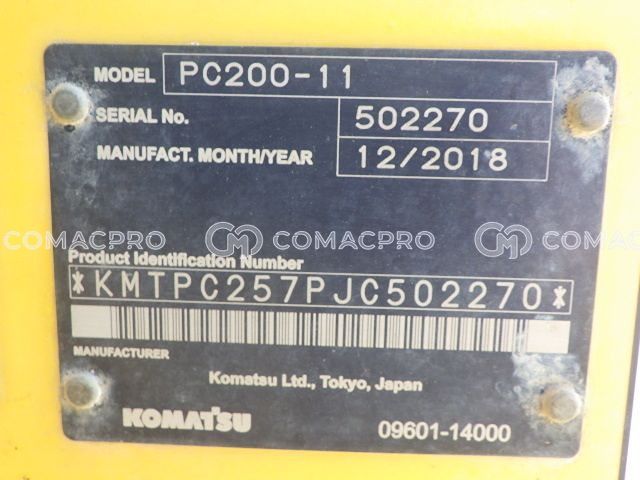 MODEL PC200-11
SERIAL No. 502270
MANUFACT. MONTH/YEAR 12/2018
COMACPRO COMACPRO COMACPRO
Product Identification Number
*KMTPC257PJC502270*
MANUFACTURER
Komatsu Ltd., Tokyo, Japan
KOMATSU 09601-14000